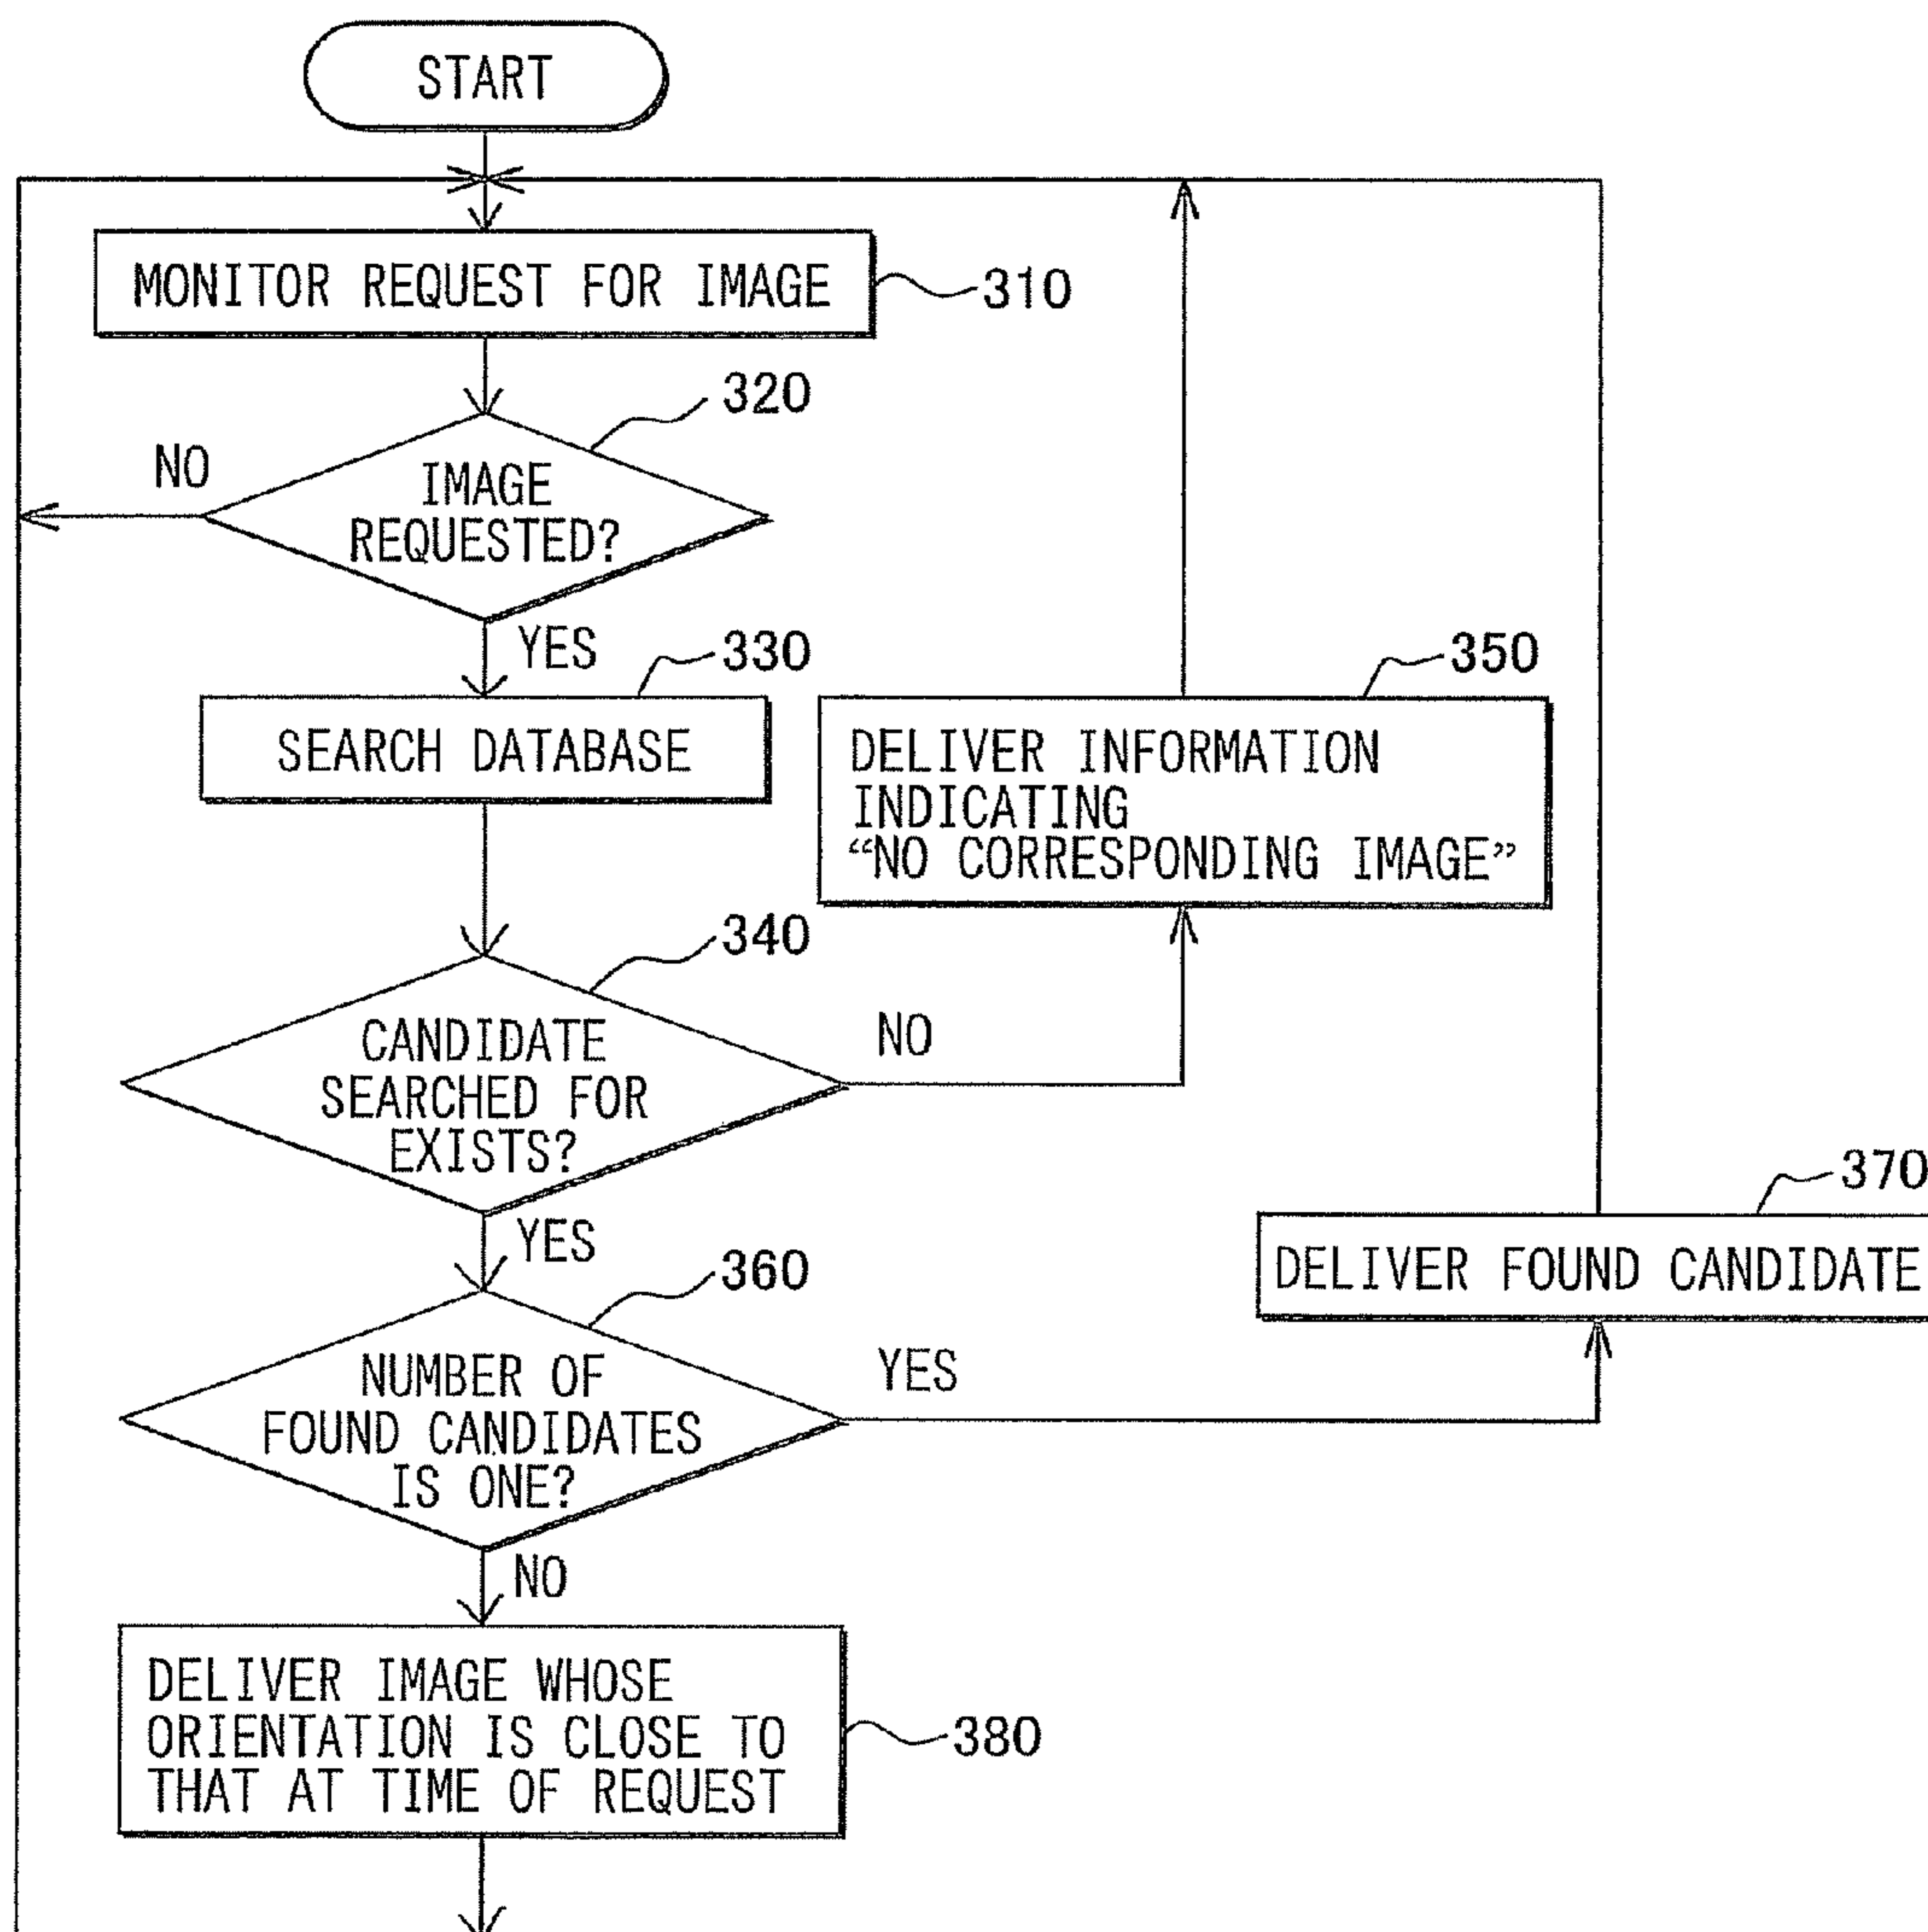 START
MONITOR REQUEST FOR IMAGE
310
320
NO
IMAGE
REQUESTED?
YES
330
SEARCH DATABASE
350
DELIVER INFORMATION
INDICATING
“NO CORRESPONDING IMAGE”
340
CANDIDATE
SEARCHED FOR
EXISTS?
NO
YES
370
DELIVER FOUND CANDIDATE
360
NUMBER OF
FOUND CANDIDATES
IS ONE?
YES
NO
DELIVER IMAGE WHOSE
ORIENTATION IS CLOSE TO
THAT AT TIME OF REQUEST
380